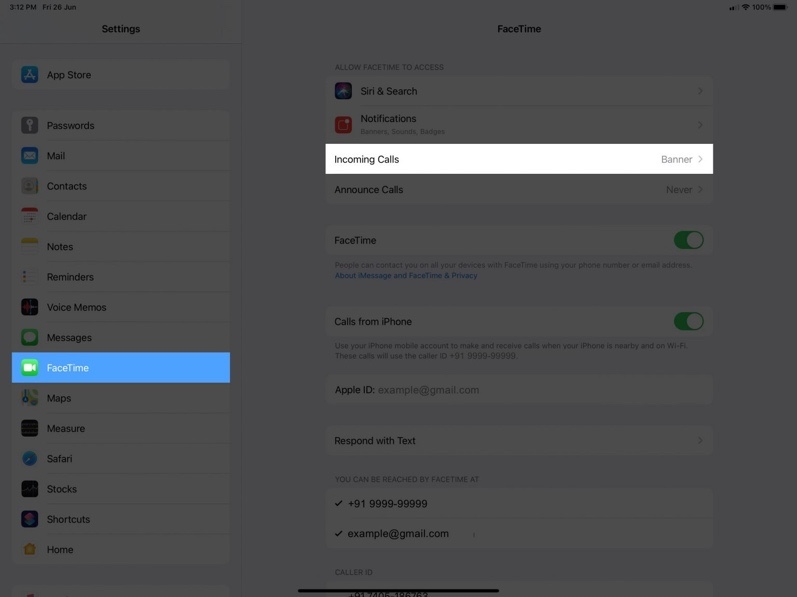 3:12 PM Fri 26 Jun
100%
Settings
FaceTime
App Store
Passwords
Mail
Contacts
Calendar
Notes
Reminders
Voice Memos
Messages
FaceTime
Maps
Measure
Safari
Stocks
Shortcuts
Home
ALLOW FACETIME TO ACCESS
Siri & Search
Notifications
Banners, Sounds, Badges
Incoming Calls Banner
Announce Calls Never
FaceTime
People can contact you on all your devices with FaceTime using your phone number or email address.
About iMessage and FaceTime & Privacy
Calls from iPhone
Use your iPhone mobile account to make and receive calls when your iPhone is nearby and on Wi-Fi.
These calls will use the caller ID +91 9999-99999.
Apple ID: example@gmail.com
Respond with Text
YOU CAN BE REACHED BY FACETIME AT
+91 9999-99999
example@gmail.com
CALLER ID